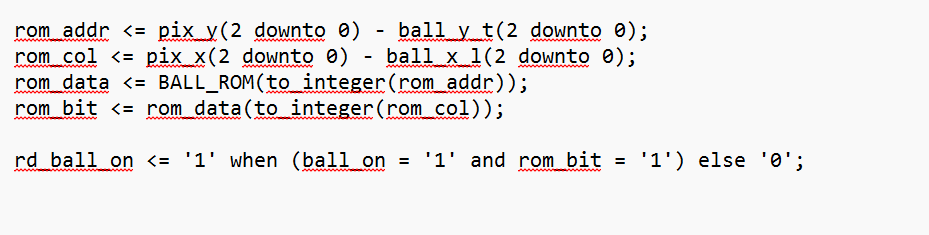 rom_addr <= pix_y(2 downto 0) - ball_y_t(2 downto 0);
rom_col <= pix_x(2 downto 0) - ball_x_l(2 downto 0);
rom_data <= BALL_ROM(to_integer(rom_addr));
rom_bit <= rom_data(to_integer(rom_col));
rd_ball_on <= '1' when (ball_on = '1' and rom_bit = '1') else '0';